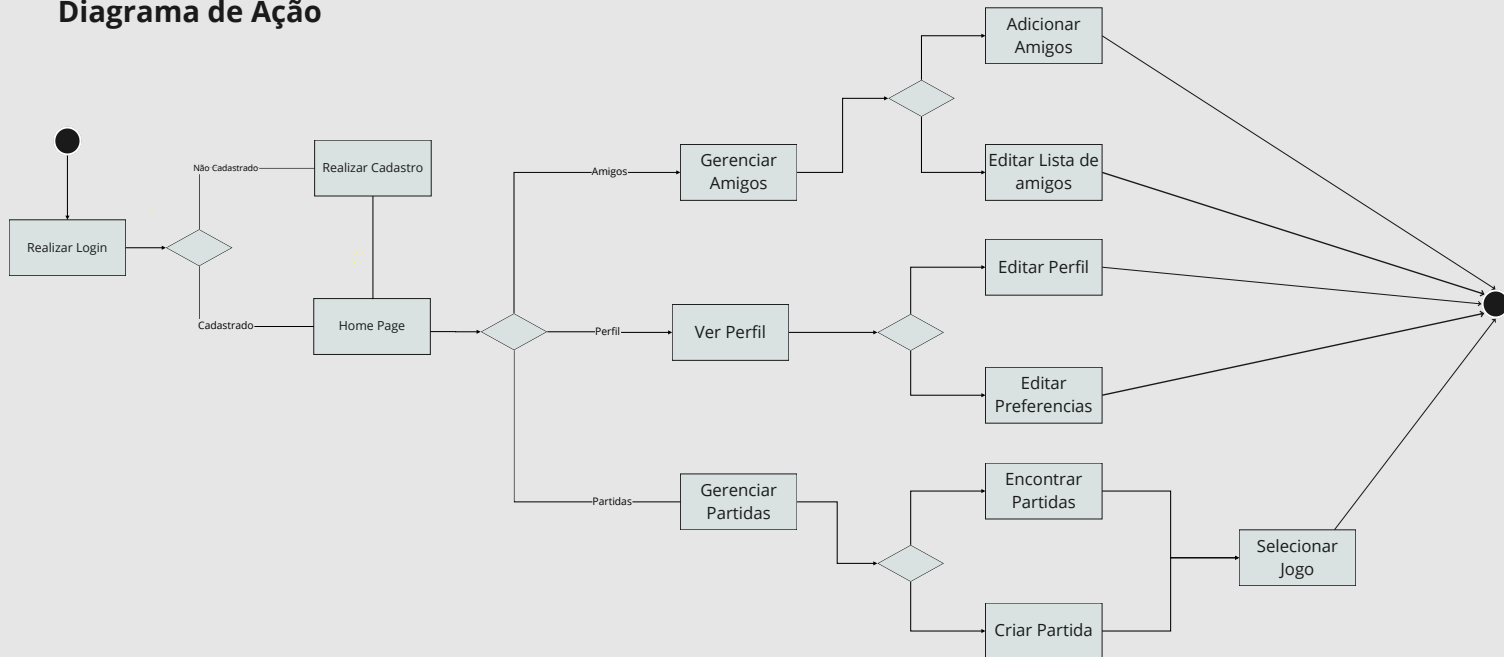 Diagrama de Ação
Adicionar
Amigos
Não Cadastrado
Realizar Cadastro
Amigos
Gerenciar
Amigos
Editar Lista de
amigos
Realizar Login
Editar Perfil
Cadastrado
Home Page
Perfil
Ver Perfil
Editar
Preferencias
Partidas
Gerenciar
Partidas
Encontrar
Partidas
Selecionar
Jogo
Criar Partida